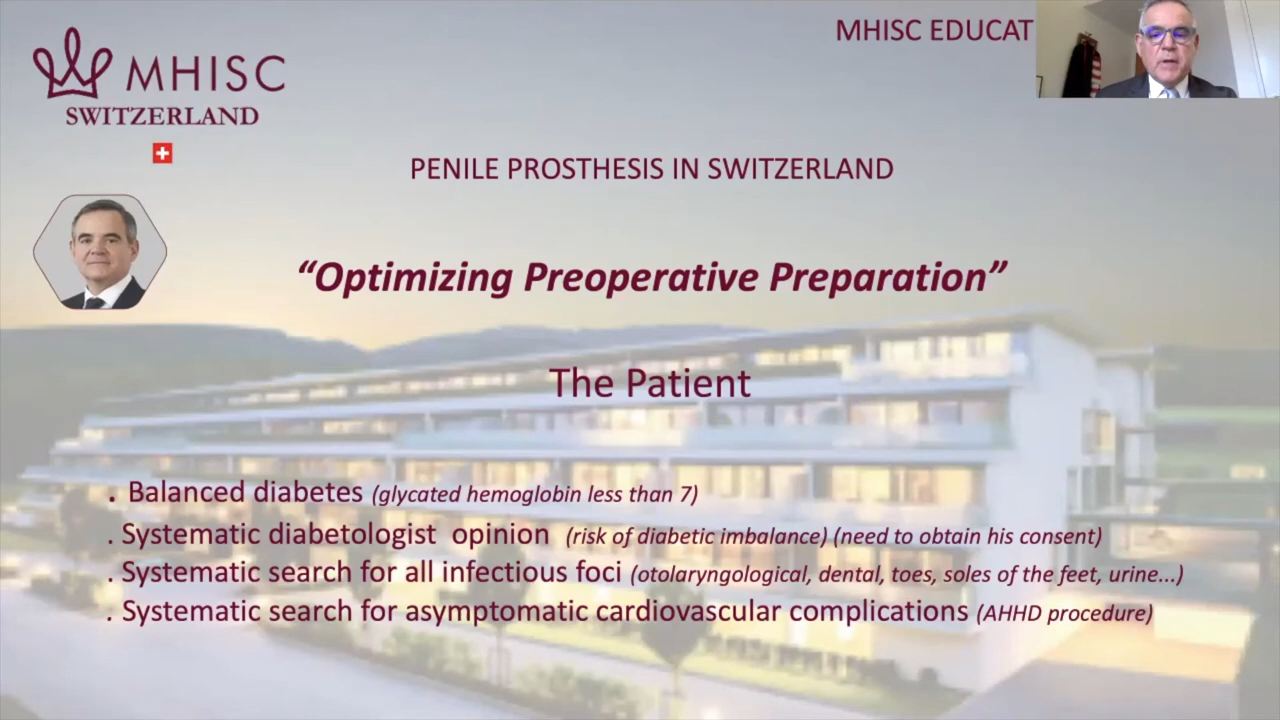 MHISC EDUCAT
MHISC
SWITZERLAND
PENILE PROSTHESIS IN SWITZERLAND
“Optimizing Preoperative Preparation”
The Patient
. Balanced diabetes (glycated hemoglobin less than 7)
. Systematic diabetologist opinion (risk of diabetic imbalance) (need to obtain his consent)
. Systematic search for all infectious foci (otolaryngological, dental, toes, soles of the feet, urine...)
. Systematic search for asymptomatic cardiovascular complications (AHHD procedure)